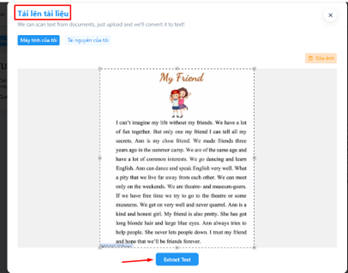 Tải lên tài liệu
We can scan text from documents, just upload and we'll convert it to text!
Máy tính của tôi
Tài nguyên của tôi
Xóa ảnh
My Friend
I can't imagine my life without my friends. We have a lot
of fun together. But only one my friend I can tell all my
secrets. Ann is my close friend. We made friends three
years ago in the summer camp. We are of the same age and
have a lot of common interests. We go dancing and learn
English. Ann can dance and speak English very well. What
a pity that we live far away from each other. We can meet
only on the weekends. We are theatre- and museum-goers.
If we have free time we try to go to the theatre or some
museums. We get on very well and never quarrel. Ann is a
kind and honest girl. My friend is also pretty. She has got
long blonde hair and large blue eyes. Ann always tries to
help people. She never lets people down. I trust my friend
and hope that we'll be friends forever.
Extract Text